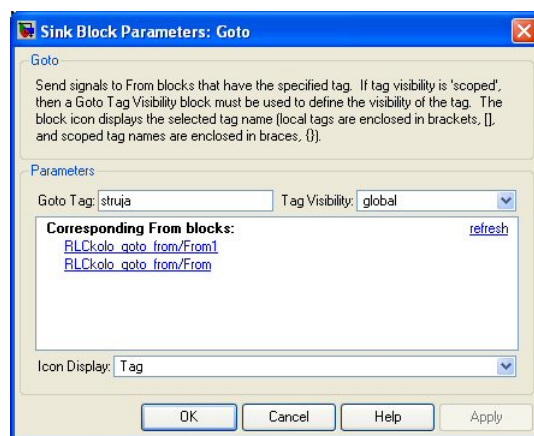 Sink Block Parameters: Goto
Goto
Send signals to From blocks that have the specified tag. If tag visibility is 'scoped',
then a Goto Tag Visibility block must be used to define the visibility of the tag. The
block icon displays the selected tag name (local tags are enclosed in brackets, [],
and scoped tag names are enclosed in braces, {}).
Parameters
Goto Tag: struja Tag Visibility: global
Corresponding From blocks: refresh
RLCkolo_goto_from/From1
RLCkolo_goto_from/From
Icon Display: Tag
OK Cancel Help Apply